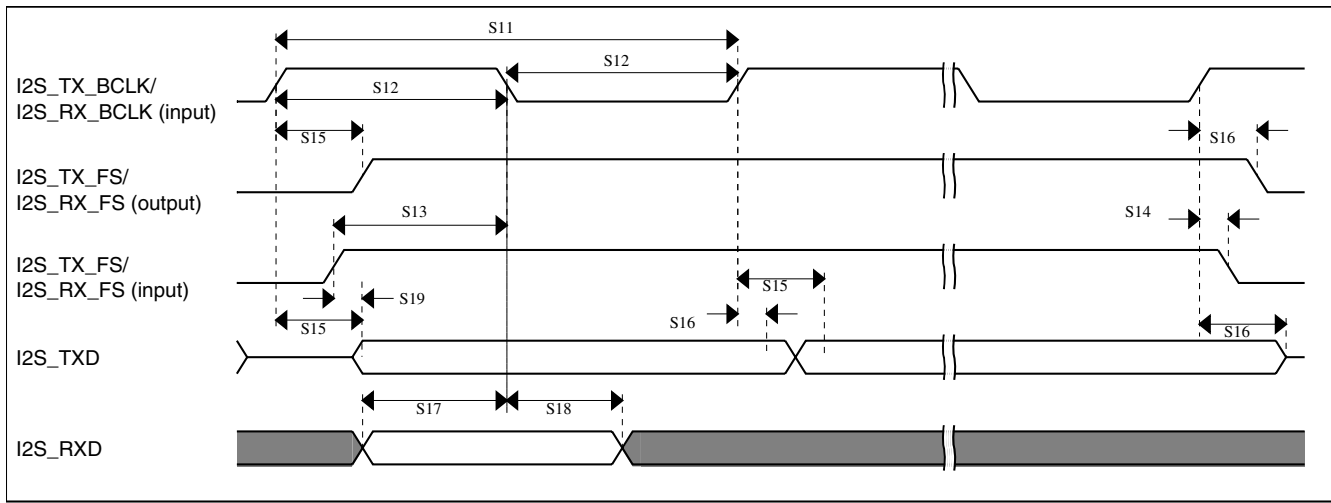 S11
I2S_TX_BCLK/
I2S_RX_BCLK (input)
S12
S12
S15
S16
I2S_TX_FS/
I2S_RX_FS (output)
S13
S14
I2S_TX_FS/
I2S_RX_FS (input)
S15
S19
S16
S15
S16
I2S_TXD
S17
S18
I2S_RXD